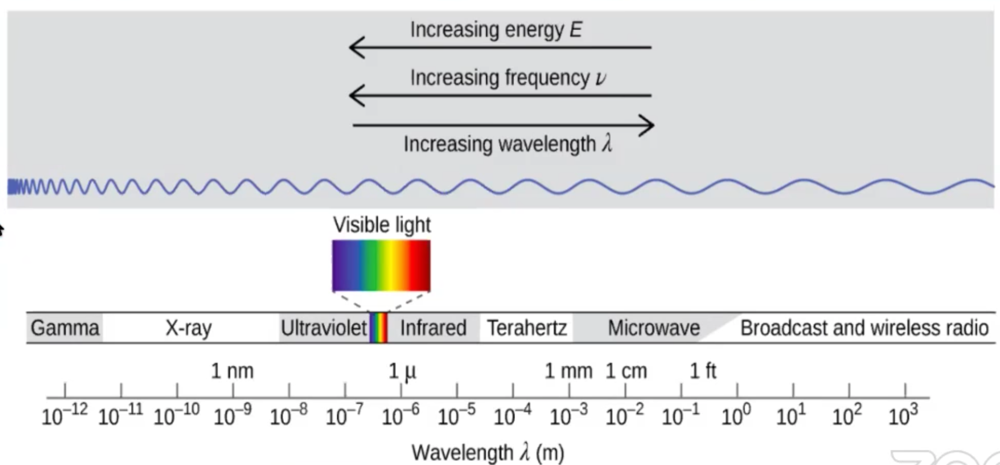 Increasing energy E
Increasing frequency ν
Increasing wavelength λ
Visible light
Gamma X-ray Ultraviolet Infrared Terahertz Microwave Broadcast and wireless radio
1 nm 1 μ 1 mm 1 cm 1 ft
10⁻¹² 10⁻¹¹ 10⁻¹⁰ 10⁻⁹ 10⁻⁸ 10⁻⁷ 10⁻⁶ 10⁻⁵ 10⁻⁴ 10⁻³ 10⁻² 10⁻¹ 10⁰ 10¹ 10² 10³
Wavelength λ (m)